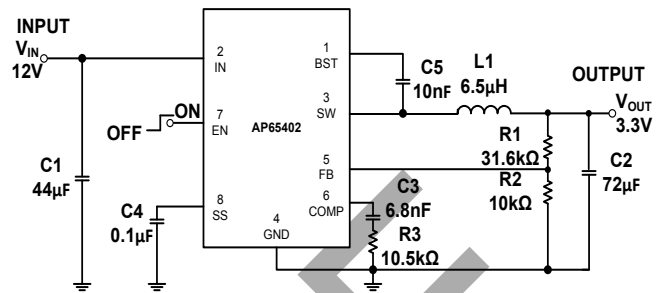 INPUT
VIN
12V
2
IN
ON
OFF
7
EN
C1
44μF
C4
0.1μF
8
SS
AP65402
4
GND
1
BST
C5
10nF
3
SW
L1
6.5μH
OUTPUT
VOUT
3.3V
R1
31.6kΩ
5
FB
R2
10kΩ
C2
72μF
6
COMP
C3
6.8nF
R3
10.5kΩ